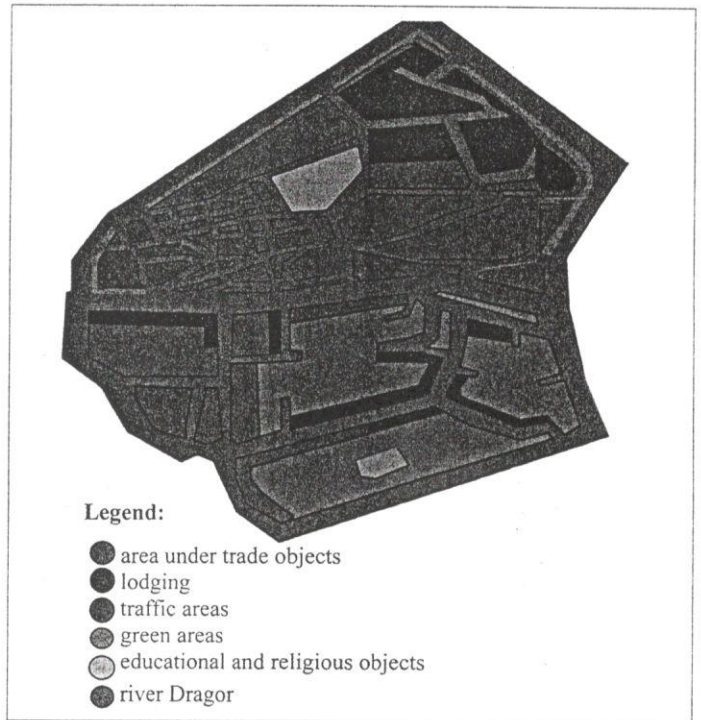 Legend:
area under trade objects
lodging
traffic areas
green areas
educational and religious objects
river Dragor